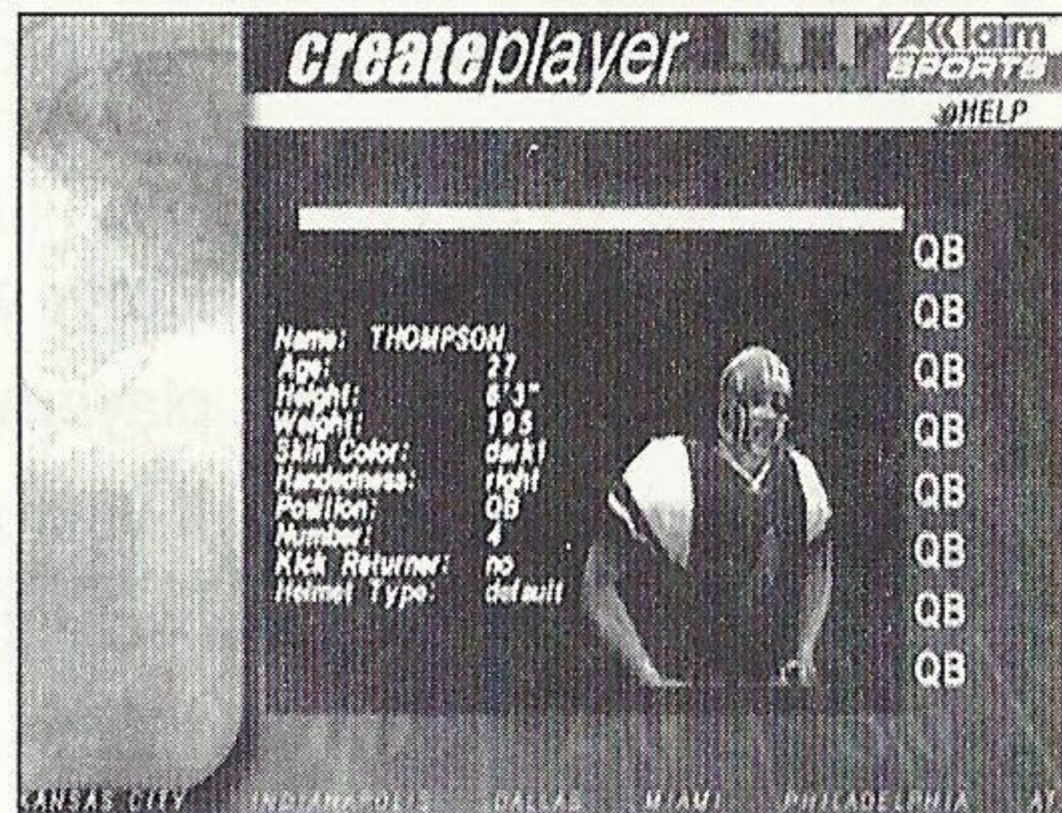 createplayer
AKKlaim SPORTS
HELP
Name: THOMPSON
Age: 27
Height: 6'3"
Weight: 195
Skin Color: dark1
Handedness: right
Position: QB
Number: 4
Kick Returner: no
Helmet Type: default
QB
QB
QB
QB
QB
QB
QB
QB
KANSAS CITY INDIANAPOLIS DALLAS MIAMI PHILADELPHIA